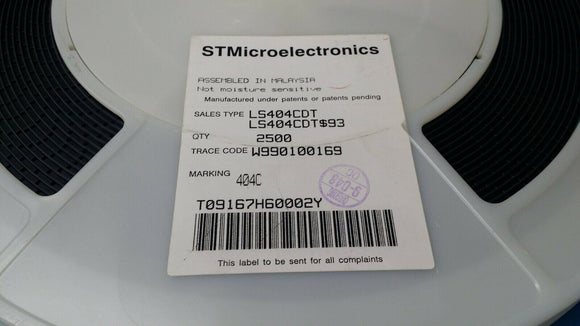 STMicroelectronics
ASSEMBLED IN MALAYSIA
Not moisture sensitive
Manufactured under patents or patents pending
SALES TYPE LS404CDT
LS404CDT$93
QTY 2500
TRACE CODE W990100169
MARKING 404C
T09167H60002Y
This label to be sent for all complaints